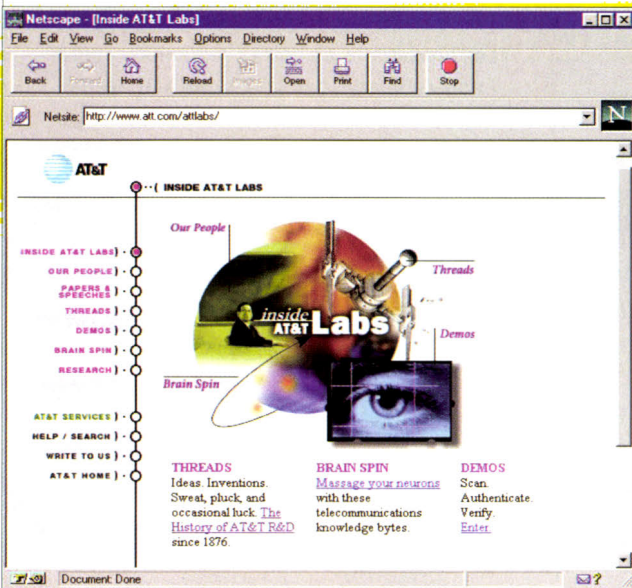 Netscape - [Inside AT&T Labs]
File Edit View Go Bookmarks Options Directory Window Help
Back Forward Home Reload Images Open Print Find Stop
Netsite: http://www.att.com/attlabs/
N
AT&T
INSIDE AT&T LABS
Our People
INSIDE AT&T LABS
OUR PEOPLE
PAPERS &
SPEECHES
THREADS
DEMOS
BRAIN SPIN
RESEARCH
AT&T SERVICES
HELP / SEARCH
WRITE TO US
AT&T HOME
Threads
inside
AT&T Labs
Demos
Brain Spin
THREADS
Ideas. Inventions.
Sweat, pluck, and
occasional luck. The
History of AT&T R&D
since 1876.
BRAIN SPIN
Massage your neurons
with these
telecommunications
knowledge bytes.
DEMOS
Scan.
Authenticate.
Verify.
Enter.
Document: Done